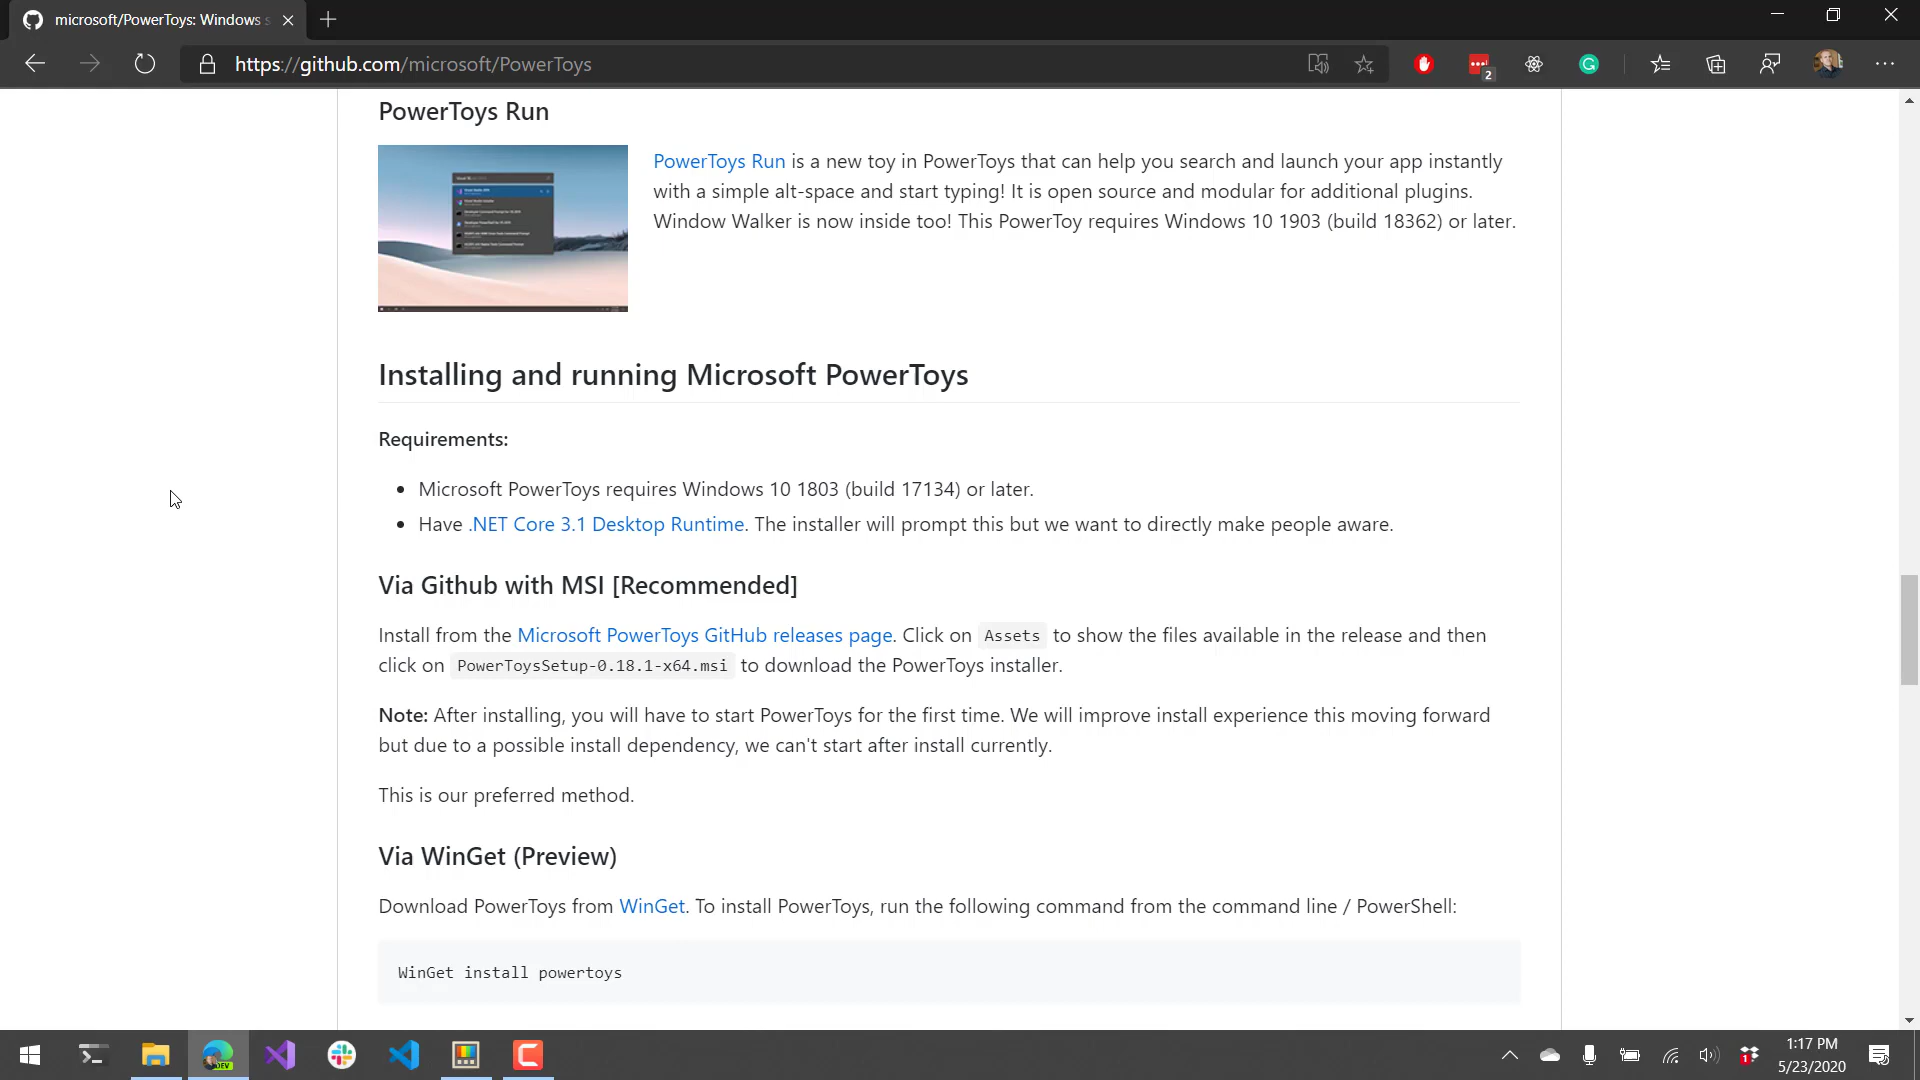 microsoft/PowerToys: Windows s
https://github.com/microsoft/PowerToys
2
PowerToys Run
PowerToys Run is a new toy in PowerToys that can help you search and launch your app instantly
with a simple alt-space and start typing! It is open source and modular for additional plugins.
Window Walker is now inside too! This PowerToy requires Windows 10 1903 (build 18362) or later.
Installing and running Microsoft PowerToys
Requirements:
Microsoft PowerToys requires Windows 10 1803 (build 17134) or later.
Have .NET Core 3.1 Desktop Runtime. The installer will prompt this but we want to directly make people aware.
Via Github with MSI [Recommended]
Install from the Microsoft PowerToys GitHub releases page. Click on Assets to show the files available in the release and then
click on PowerToysSetup-0.18.1-x64.msi to download the PowerToys installer.
Note: After installing, you will have to start PowerToys for the first time. We will improve install experience this moving forward
but due to a possible install dependency, we can't start after install currently.
This is our preferred method.
Via WinGet (Preview)
Download PowerToys from WinGet. To install PowerToys, run the following command from the command line / PowerShell:
WinGet install powertoys
DEV
1
1:17 PM
5/23/2020